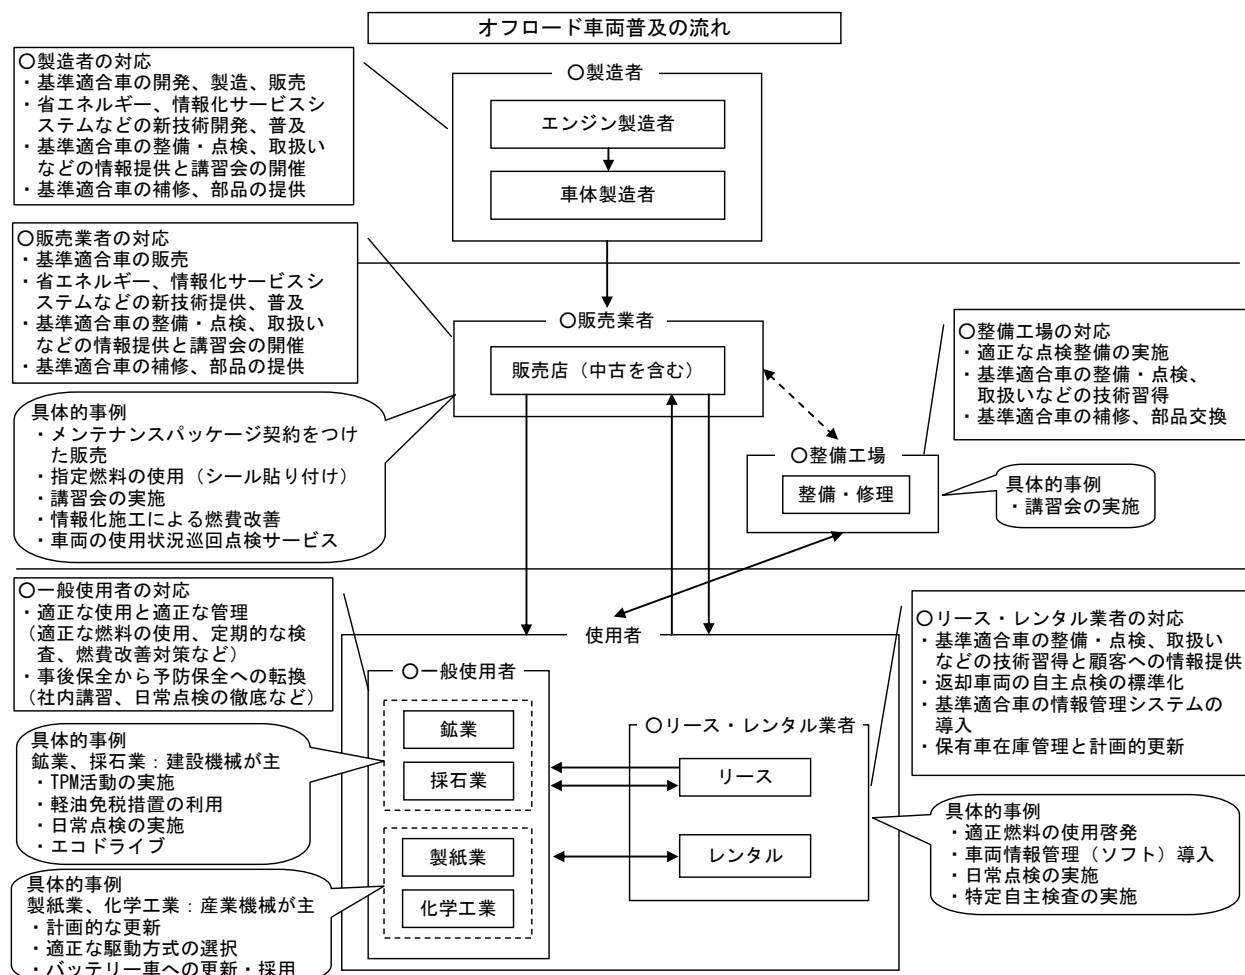 オフロード車両普及の流れ
○製造者の対応
・基準適合車の開発、製造、販売
・省エネルギー、情報化サービスシ
ステムなどの新技術開発、普及
・基準適合車の整備・点検、取扱い
などの情報提供と講習会の開催
・基準適合車の補修、部品の提供
○製造者
エンジン製造者
車体製造者
○販売業者の対応
・基準適合車の販売
・省エネルギー、情報化サービスシ
ステムなどの新技術提供、普及
・基準適合車の整備・点検、取扱い
などの情報提供と講習会の開催
・基準適合車の補修、部品の提供
○販売業者
販売店（中古を含む）
○整備工場の対応
・適正な点検整備の実施
・基準適合車の整備・点検、
取扱いなどの技術習得
・基準適合車の補修、部品交換
具体的事例
・メンテナンスパッケージ契約をつけ
た販売
・指定燃料の使用（シール貼り付け）
・講習会の実施
・情報化施工による燃費改善
・車両の使用状況巡回点検サービス
○整備工場
整備・修理
具体的事例
・講習会の実施
○一般使用者の対応
・適正な使用と適正な管理
（適正な燃料の使用、定期的な検
査、燃費改善対策など）
・事後保全から予防保全への転換
（社内講習、日常点検の徹底など）
使用者
○一般使用者
鉱業
採石業
製紙業
化学工業
○リース・レンタル業者
リース
レンタル
○リース・レンタル業者の対応
・基準適合車の整備・点検、取扱い
などの技術習得と顧客への情報提供
・返却車両の自主点検の標準化
・基準適合車の情報管理システムの
導入
・保有車在庫管理と計画的更新
具体的事例
鉱業、採石業：建設機械が主
・TPM活動の実施
・軽油免税措置の利用
・日常点検の実施
・エコドライブ
具体的事例
・適正燃料の使用啓発
・車両情報管理（ソフト）導入
・日常点検の実施
・特定自主検査の実施
具体的事例
製紙業、化学工業：産業機械が主
・計画的な更新
・適正な駆動方式の選択
・バッテリー車への更新・採用